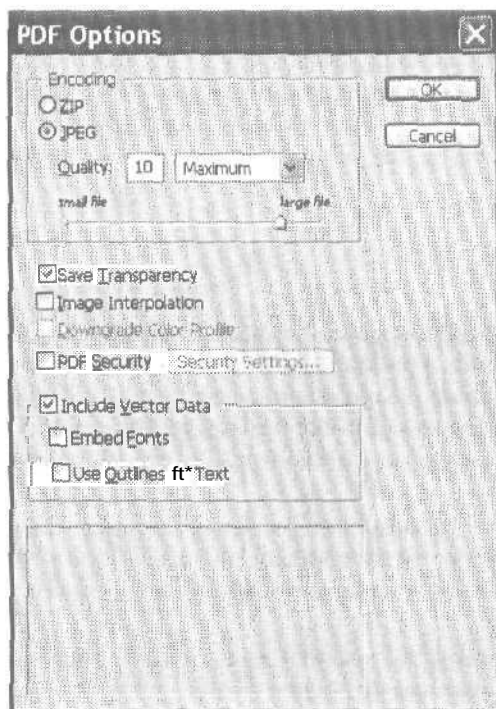 PDF Options
Encoding
ZIP
JPEG
Quality: 10 Maximum
small file large file
OK
Cancel
Save Transparency
Image Interpolation
Downgrade Color Profile
PDF Security Security Settings...
Include Vector Data
Embed Fonts
Use Outlines ft* Text